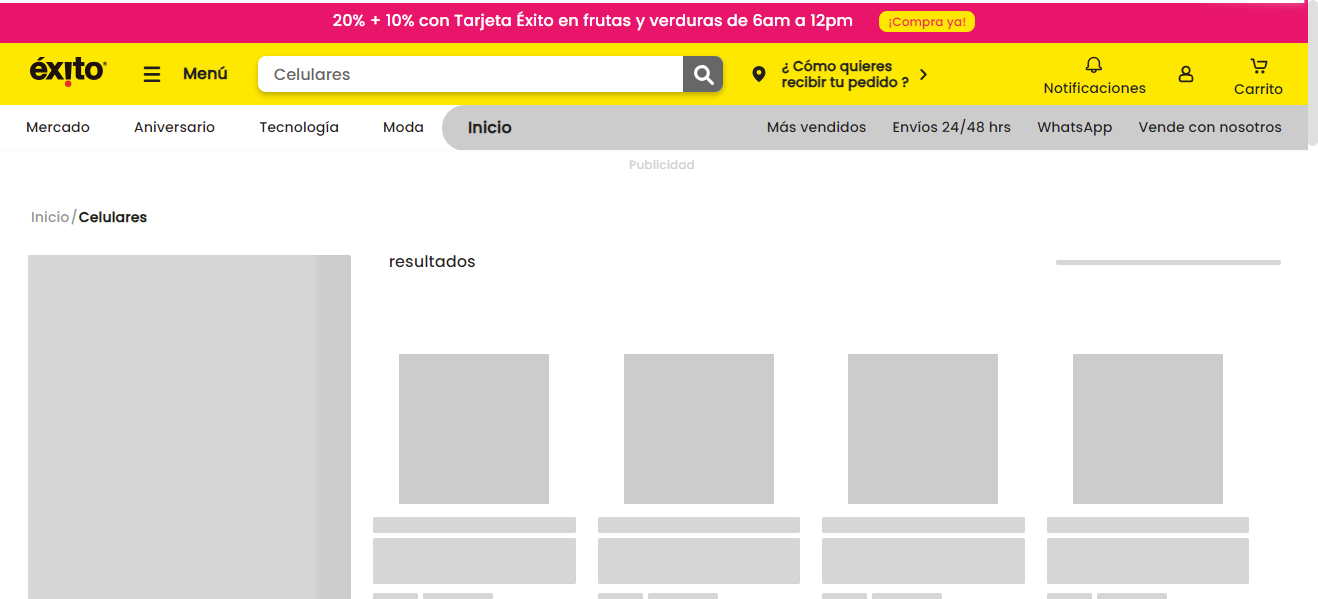 20% + 10% con Tarjeta Éxito en frutas y verduras de 6am a 12pm
¡Compra ya!
éxito
Menú
Celulares
¿ Cómo quieres
recibir tu pedido ?
Notificaciones
Carrito
Mercado
Aniversario
Tecnología
Moda
Inicio
Más vendidos
Envíos 24/48 hrs
WhatsApp
Vende con nosotros
Publicidad
Inicio/Celulares
resultados